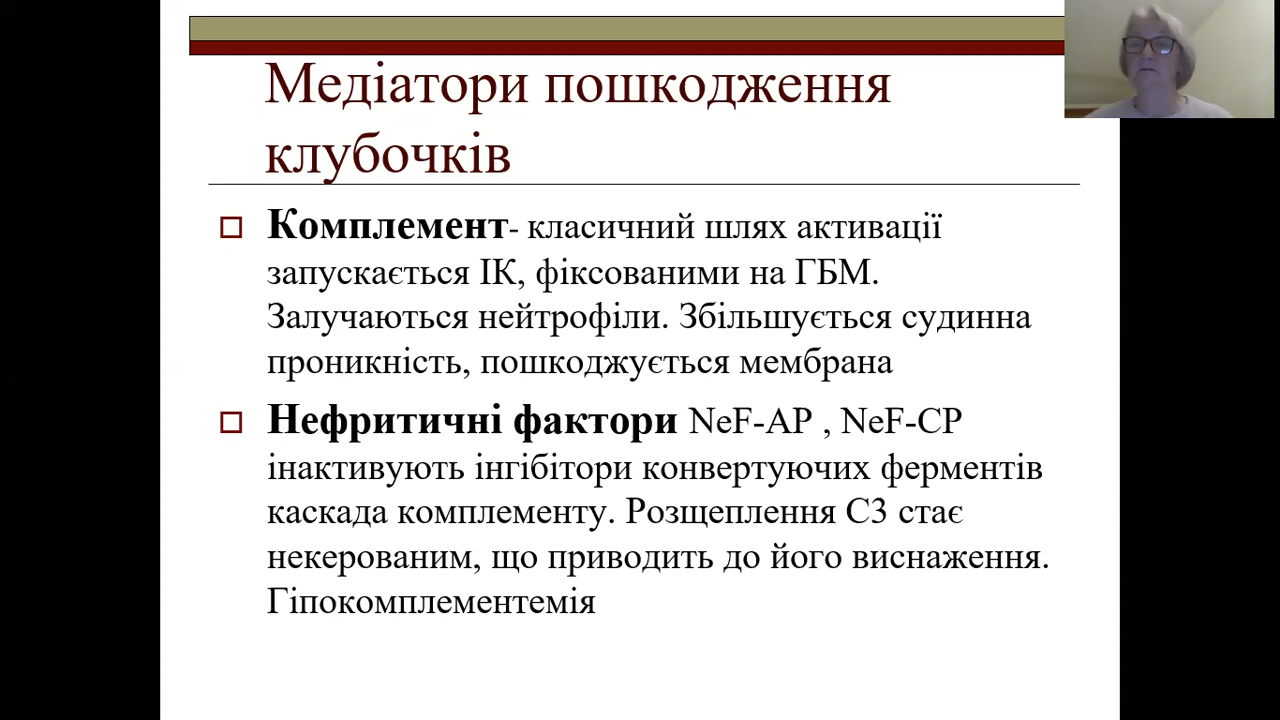 Медіатори пошкодження
клубочків
Комплемент- класичний шлях активації
запускається ІК, фіксованими на ГБМ.
Залучаються нейтрофіли. Збільшується судинна
проникність, пошкоджується мембрана
Нефритичні фактори NeF-AP , NeF-CP
інактивують інгібітори конвертуючих ферментів
каскада комплементу. Розщеплення С3 стає
некерованим, що приводить до його виснаження.
Гіпокомплементемія